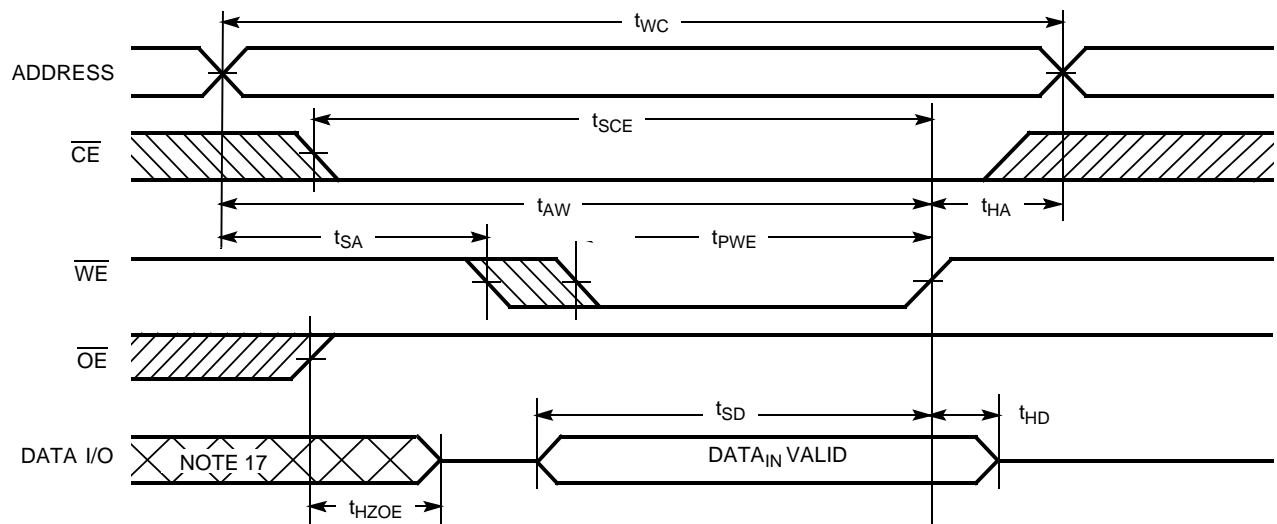 tWC
ADDRESS
tSCE
CE
tAW
tHA
tSA
tPWE
WE
OE
tSD
tHD
DATA I/O
NOTE 17
DATAIN VALID
tHZOE